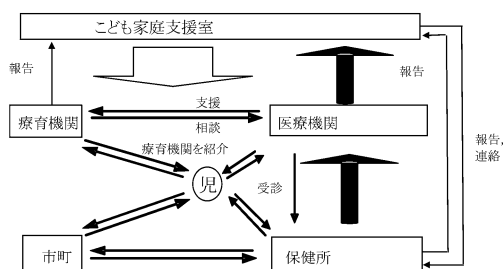 こども家庭支援室
報告
報告
支援
療育機関
医療機関
相談
報告,
連絡
療育機関を紹介
児
受診
市町
保健所